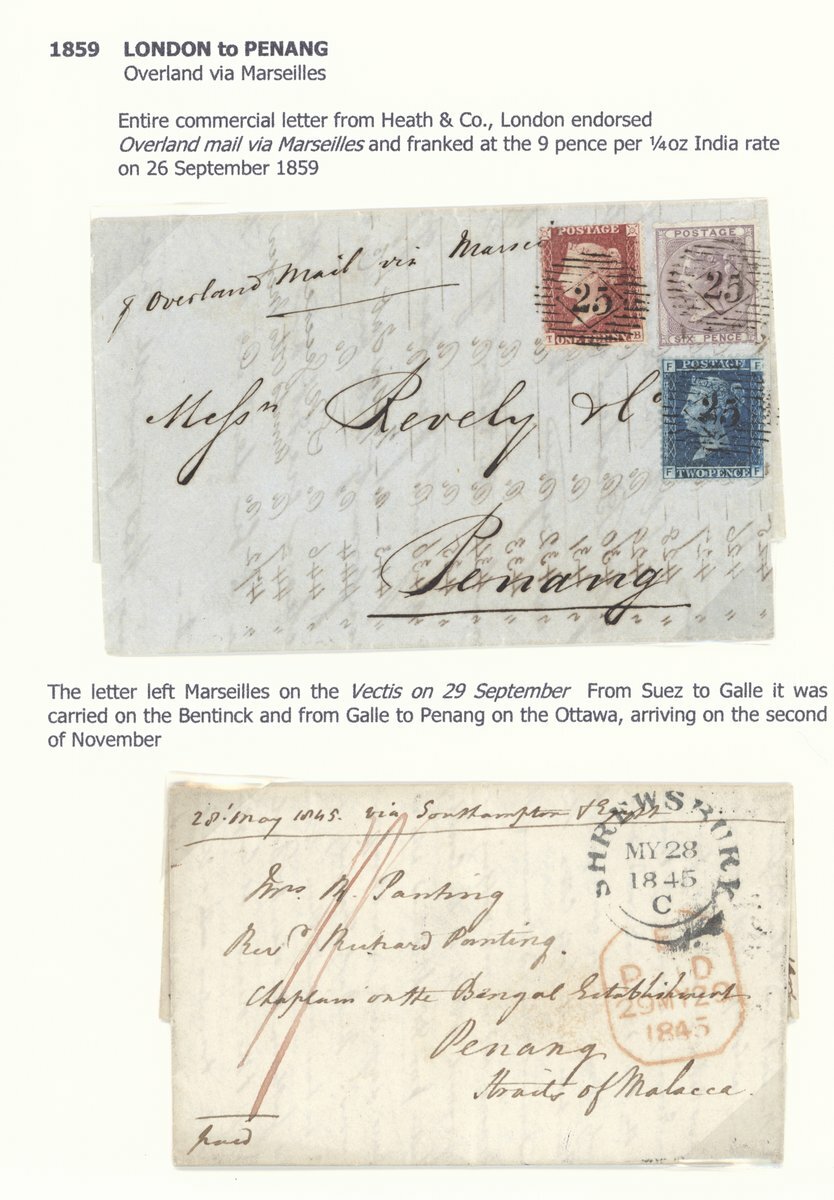 1859 LONDON to PENANG
Overland via Marseilles
Entire commercial letter from Heath & Co., London endorsed
Overland mail via Marseilles and franked at the 9 pence per ¼oz India rate
on 26 September 1859
Overland Mail via
POSTAGE
25
T ONE PENNY B
POSTAGE
25
SIX PENCE
Messrs Revely & Co
F POSTAGE F
25
F TWO PENCE F
Penang
The letter left Marseilles on the Vectis on 29 September From Suez to Galle it was
carried on the Bentinck and from Galle to Penang on the Ottawa, arriving on the second
of November
28 May 1845. via Southampton & Egypt
SHREWSBURY
MY 28
1845
C
Mrs R. Panting
Revd Richard Panting.
Chaplain on the Bengal Establishment
Penang
Straits of Malacca.
P D
29 MY 29
1845
paid